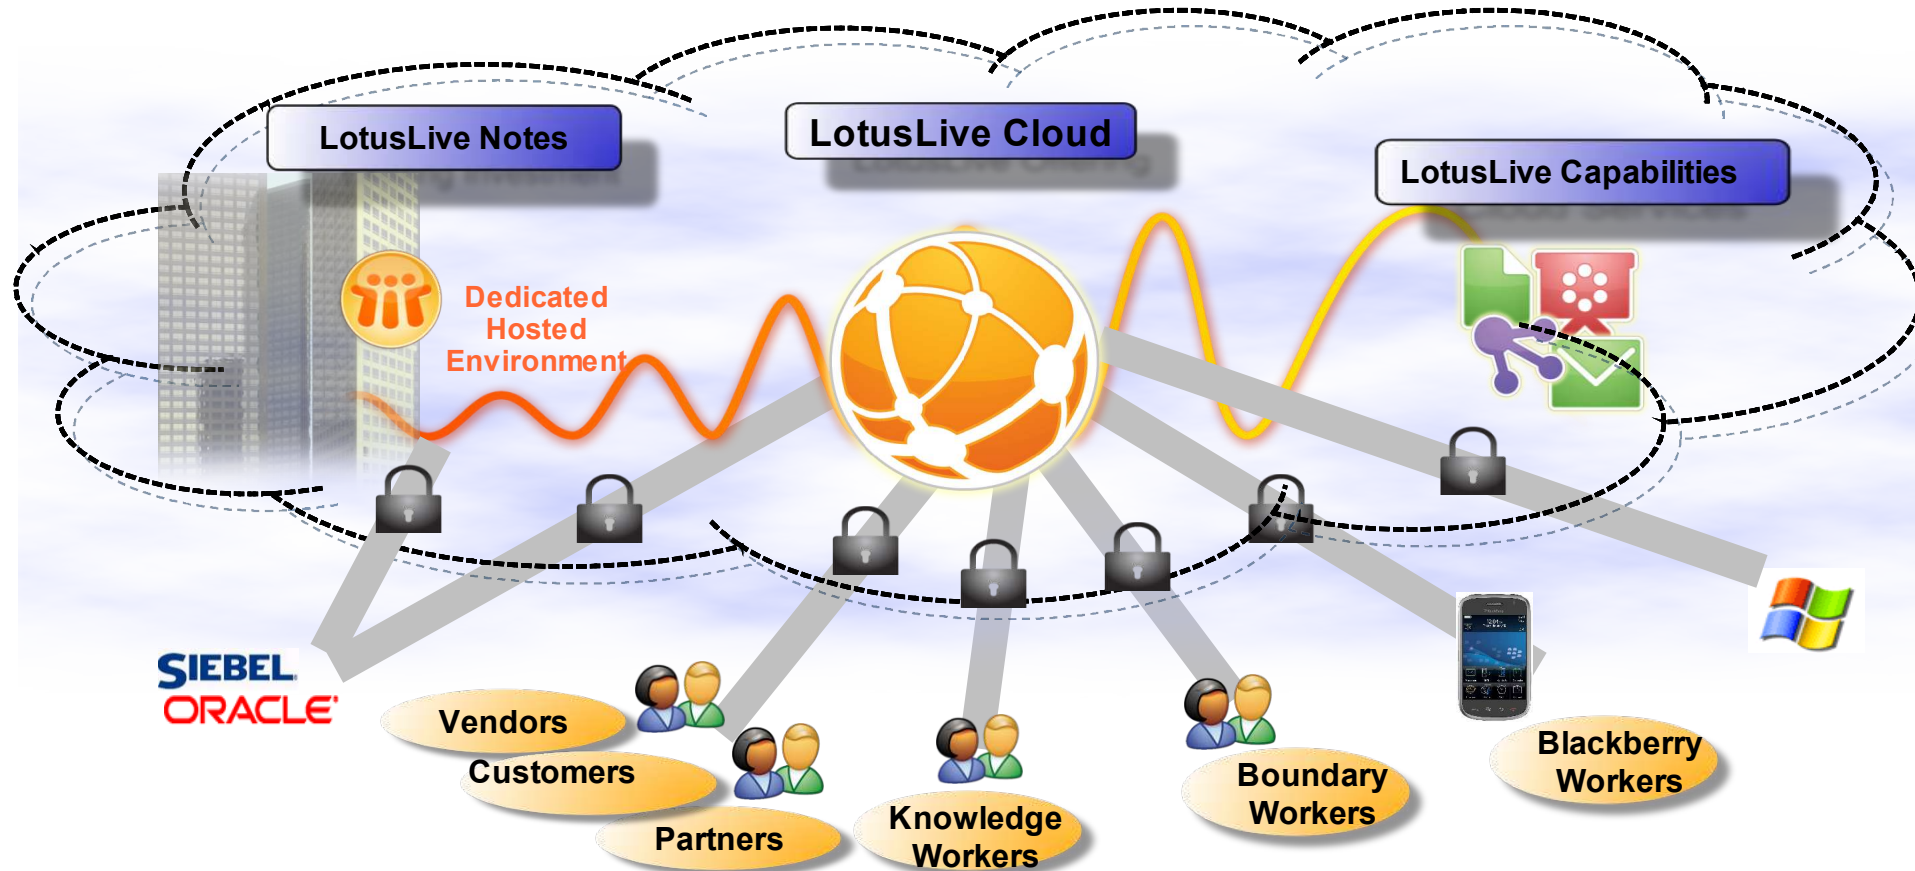 LotusLive Notes
LotusLive Cloud
LotusLive Capabilities
Dedicated
Hosted
Environment
SIEBEL
ORACLE
Vendors
Customers
Partners
Knowledge
Workers
Boundary
Workers
Blackberry
Workers